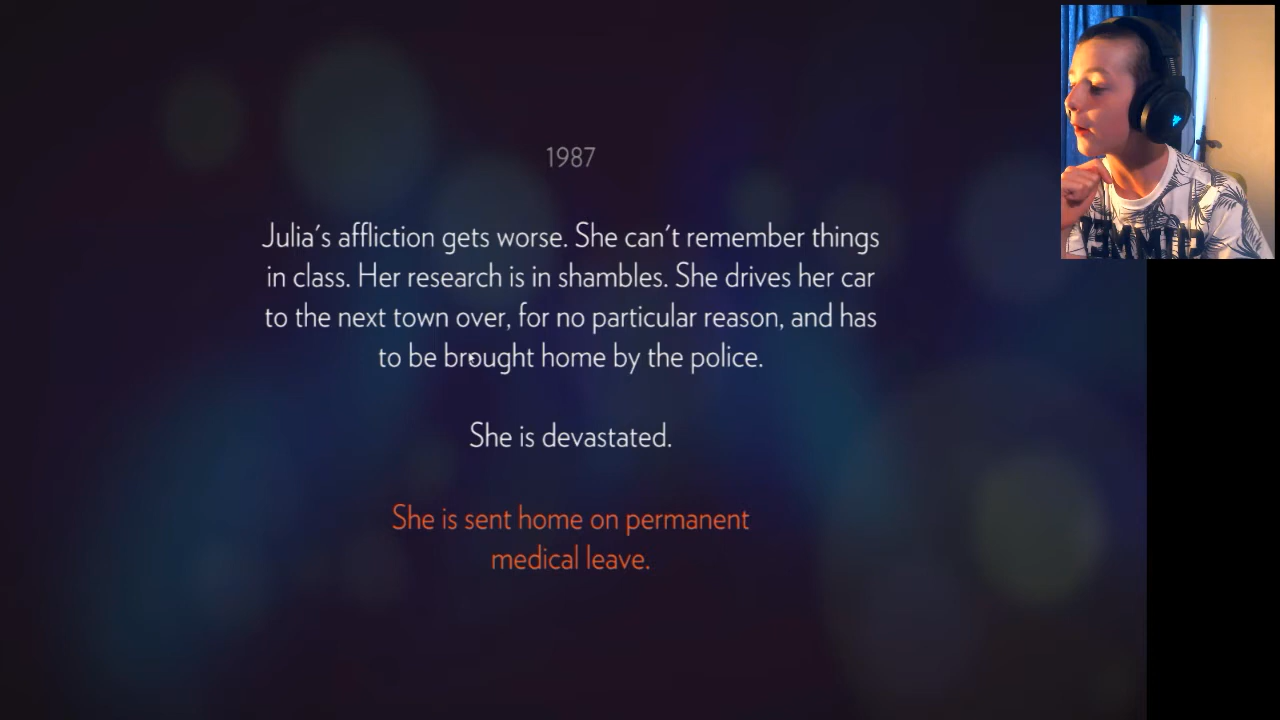 1987
Julia's affliction gets worse. She can't remember things
in class. Her research is in shambles. She drives her car
to the next town over, for no particular reason, and has
to be brought home by the police.
She is devastated.
She is sent home on permanent
medical leave.